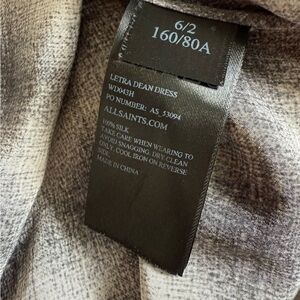 6/2
160/80A
LETRA DEAN DRESS
WD043H
PO NUMBER: AS_53094
ALLSAINTS.COM
100% SILK
TAKE CARE WHEN WEARING TO
AVOID SNAGGING. DRY CLEAN
ONLY, COOL IRON ON REVERSE
SIDE.
MADE IN CHINA